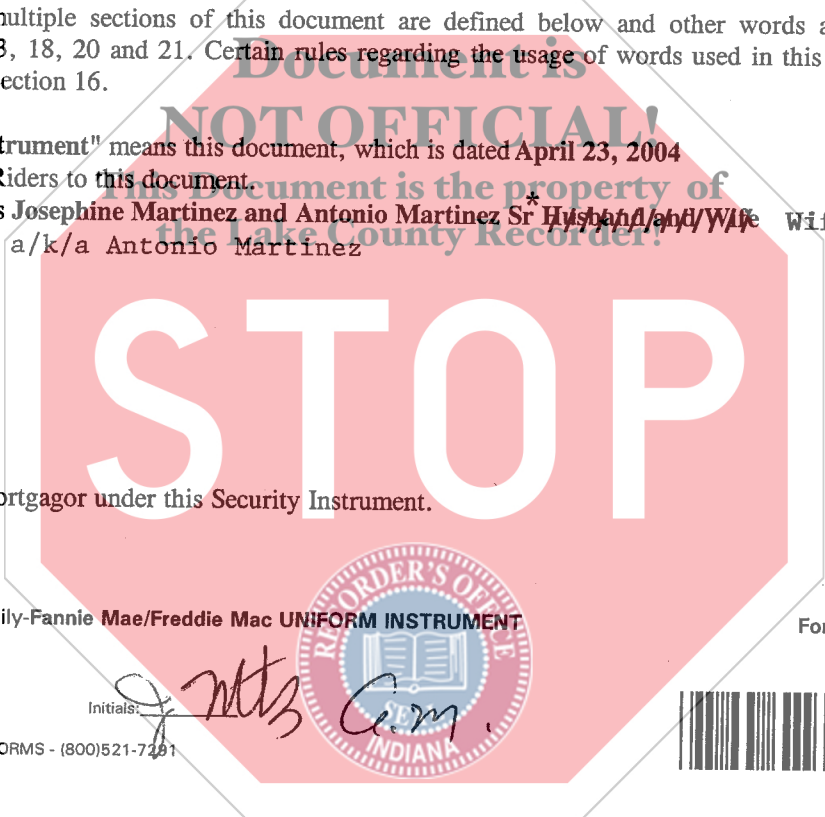 multiple sections of this document are defined below and other words a
3, 18, 20 and 21. Certain rules regarding the usage of words used in this
ection 16.
Document is
NOT OFFICIAL!
This Document is the property of
the Lake County Recorder!
trument" means this document, which is dated April 23, 2004
Riders to this document.
s Josephine Martinez and Antonio Martinez Sr * Husband and Wife Wif
a/k/a Antonio Martinez
STOP
ortgagor under this Security Instrument.
ily-Fannie Mae/Freddie Mac UNIFORM INSTRUMENT
For
RECORDER'S OFFICE
SEAL
INDIANA
Initials: J Mtz A.M.
ORMS - (800)521-7291